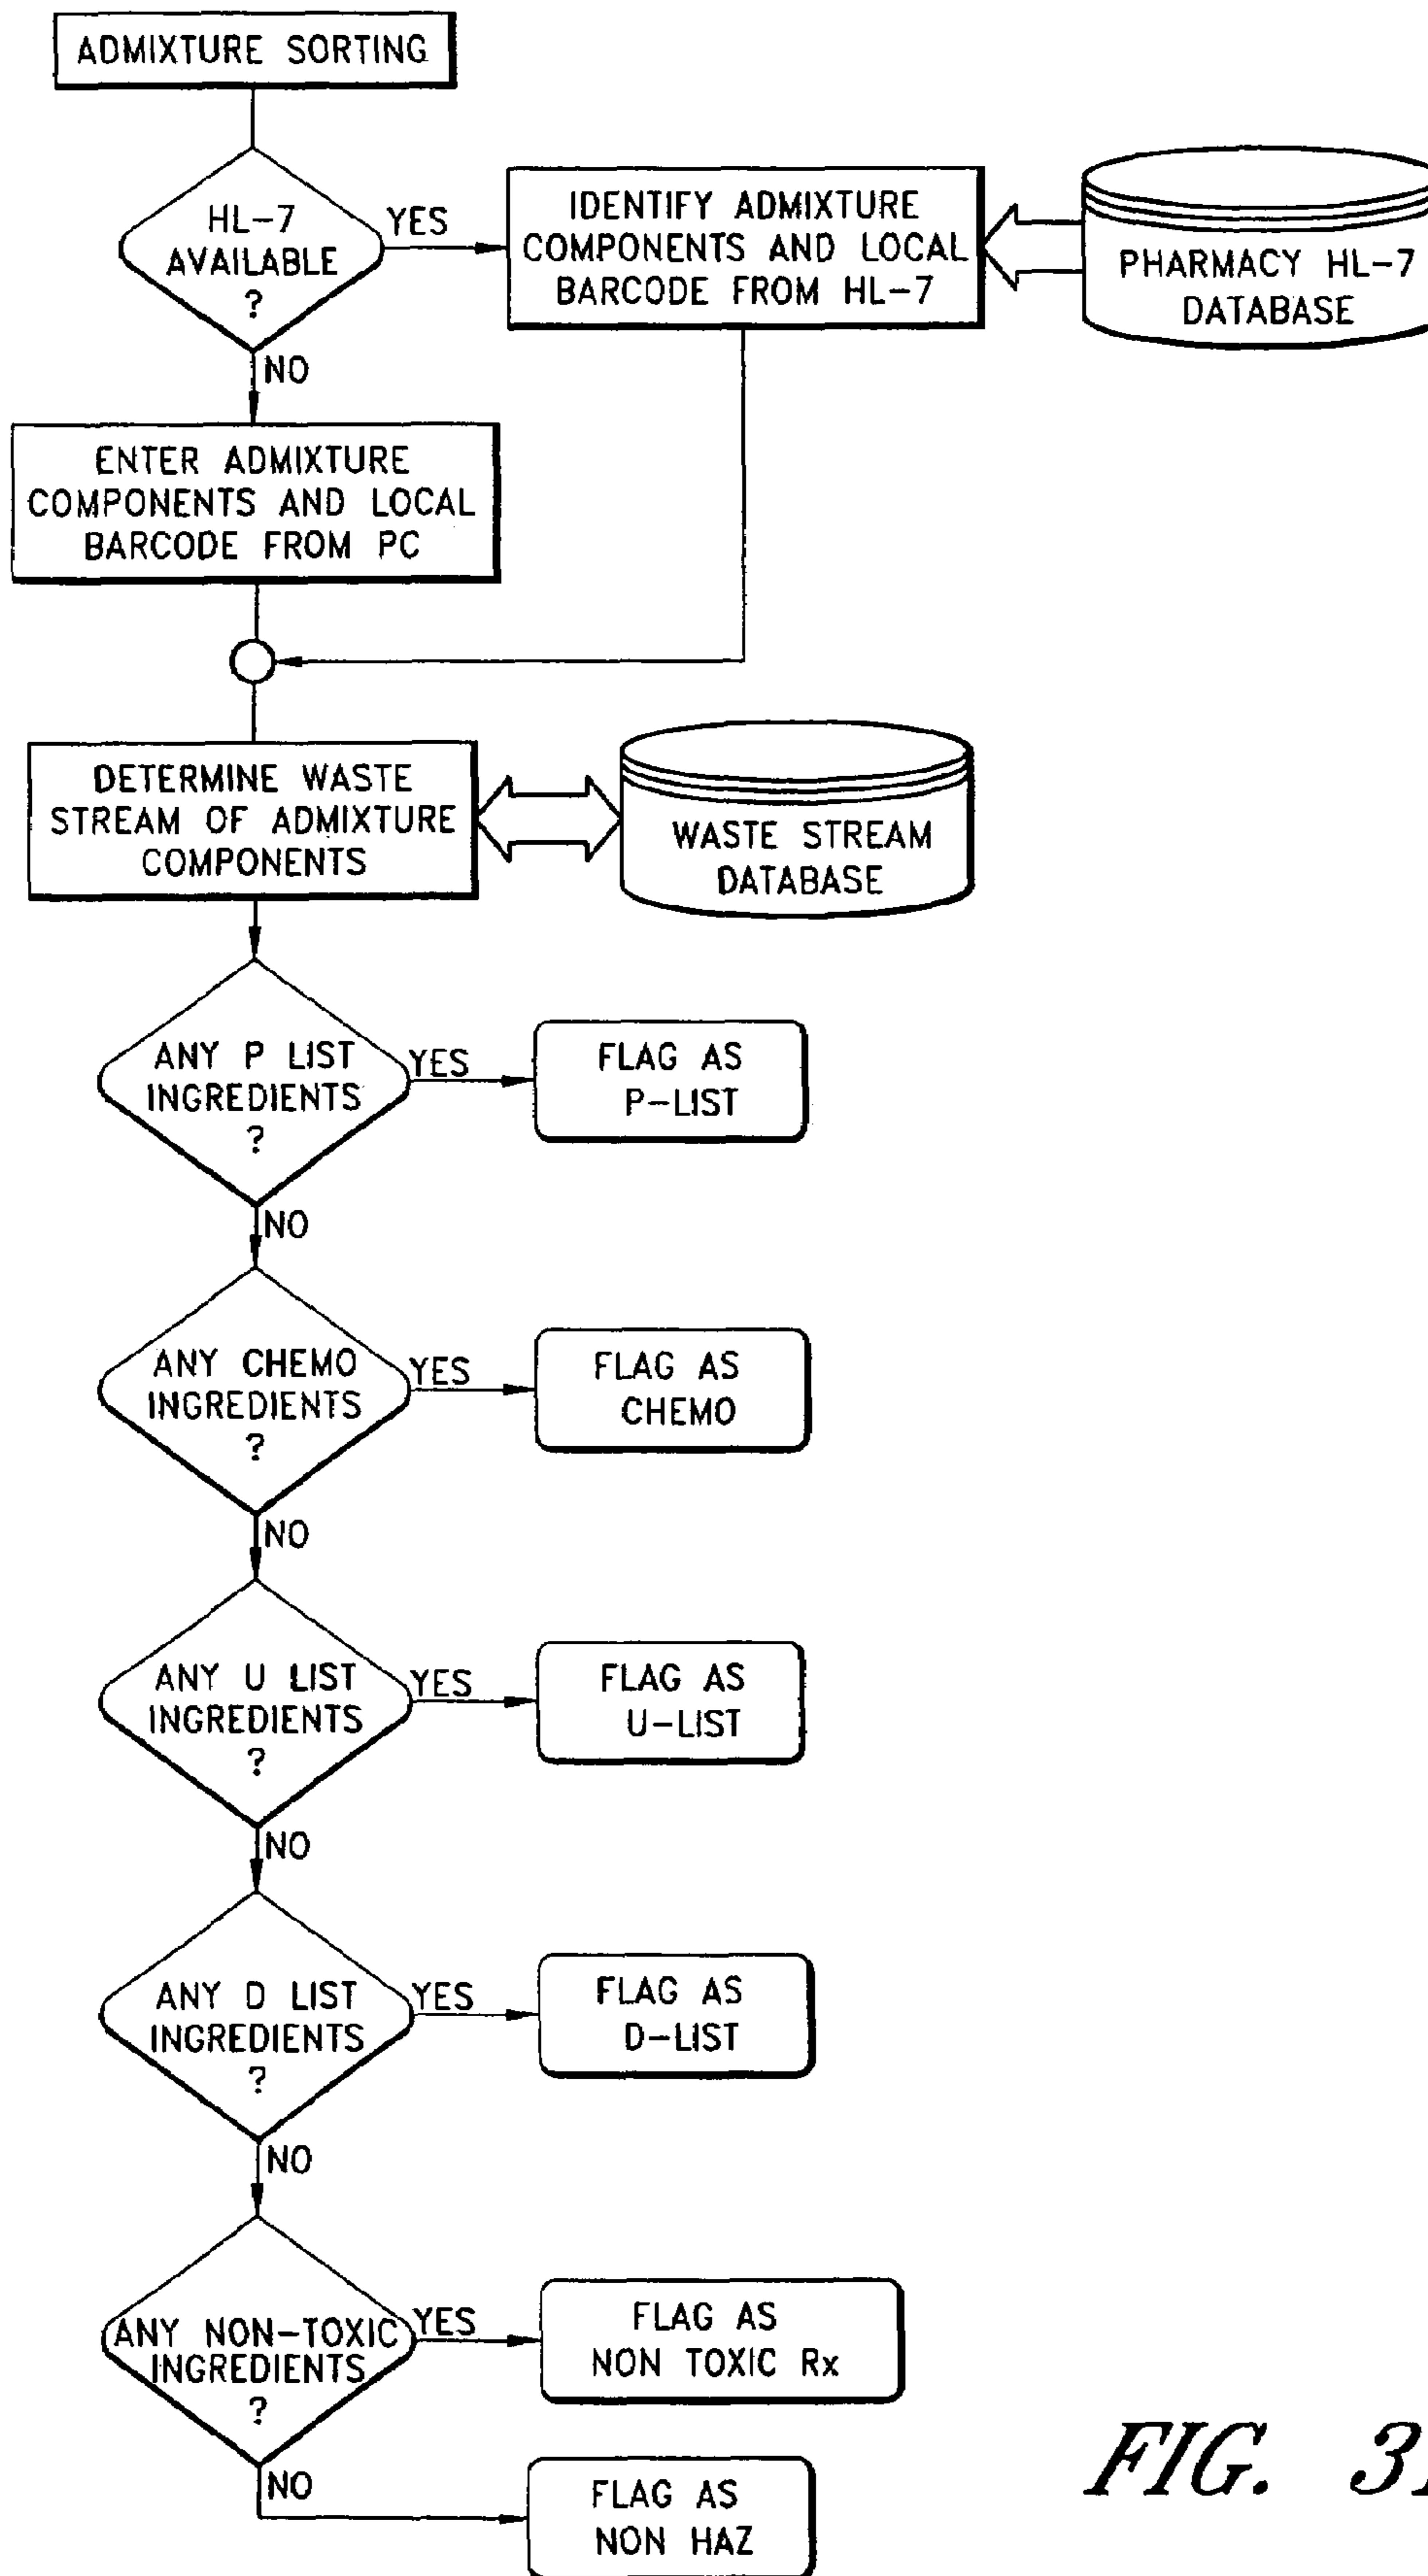 ADMIXTURE SORTING
HL-7
AVAILABLE
?
YES
IDENTIFY ADMIXTURE
COMPONENTS AND LOCAL
BARCODE FROM HL-7
PHARMACY HL-7
DATABASE
NO
ENTER ADMIXTURE
COMPONENTS AND LOCAL
BARCODE FROM PC
DETERMINE WASTE
STREAM OF ADMIXTURE
COMPONENTS
WASTE STREAM
DATABASE
ANY P LIST
INGREDIENTS
?
YES
FLAG AS
P-LIST
NO
ANY CHEMO
INGREDIENTS
?
YES
FLAG AS
CHEMO
NO
ANY U LIST
INGREDIENTS
?
YES
FLAG AS
U-LIST
NO
ANY D LIST
INGREDIENTS
?
YES
FLAG AS
D-LIST
NO
ANY NON-TOXIC
INGREDIENTS
?
YES
FLAG AS
NON TOXIC Rx
NO
FLAG AS
NON HAZ
FIG.